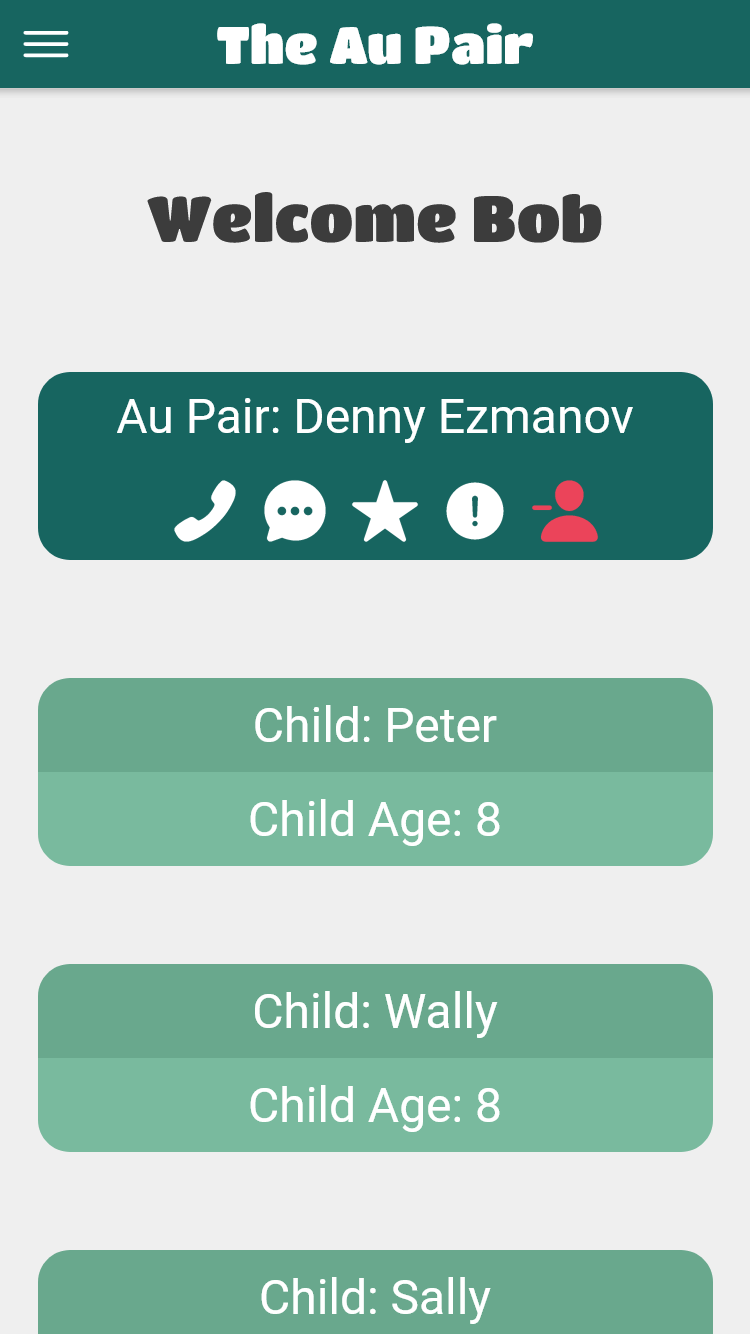 The Au Pair
Welcome Bob
Au Pair: Denny Ezmanov
Child: Peter
Child Age: 8
Child: Wally
Child Age: 8
Child: Sally